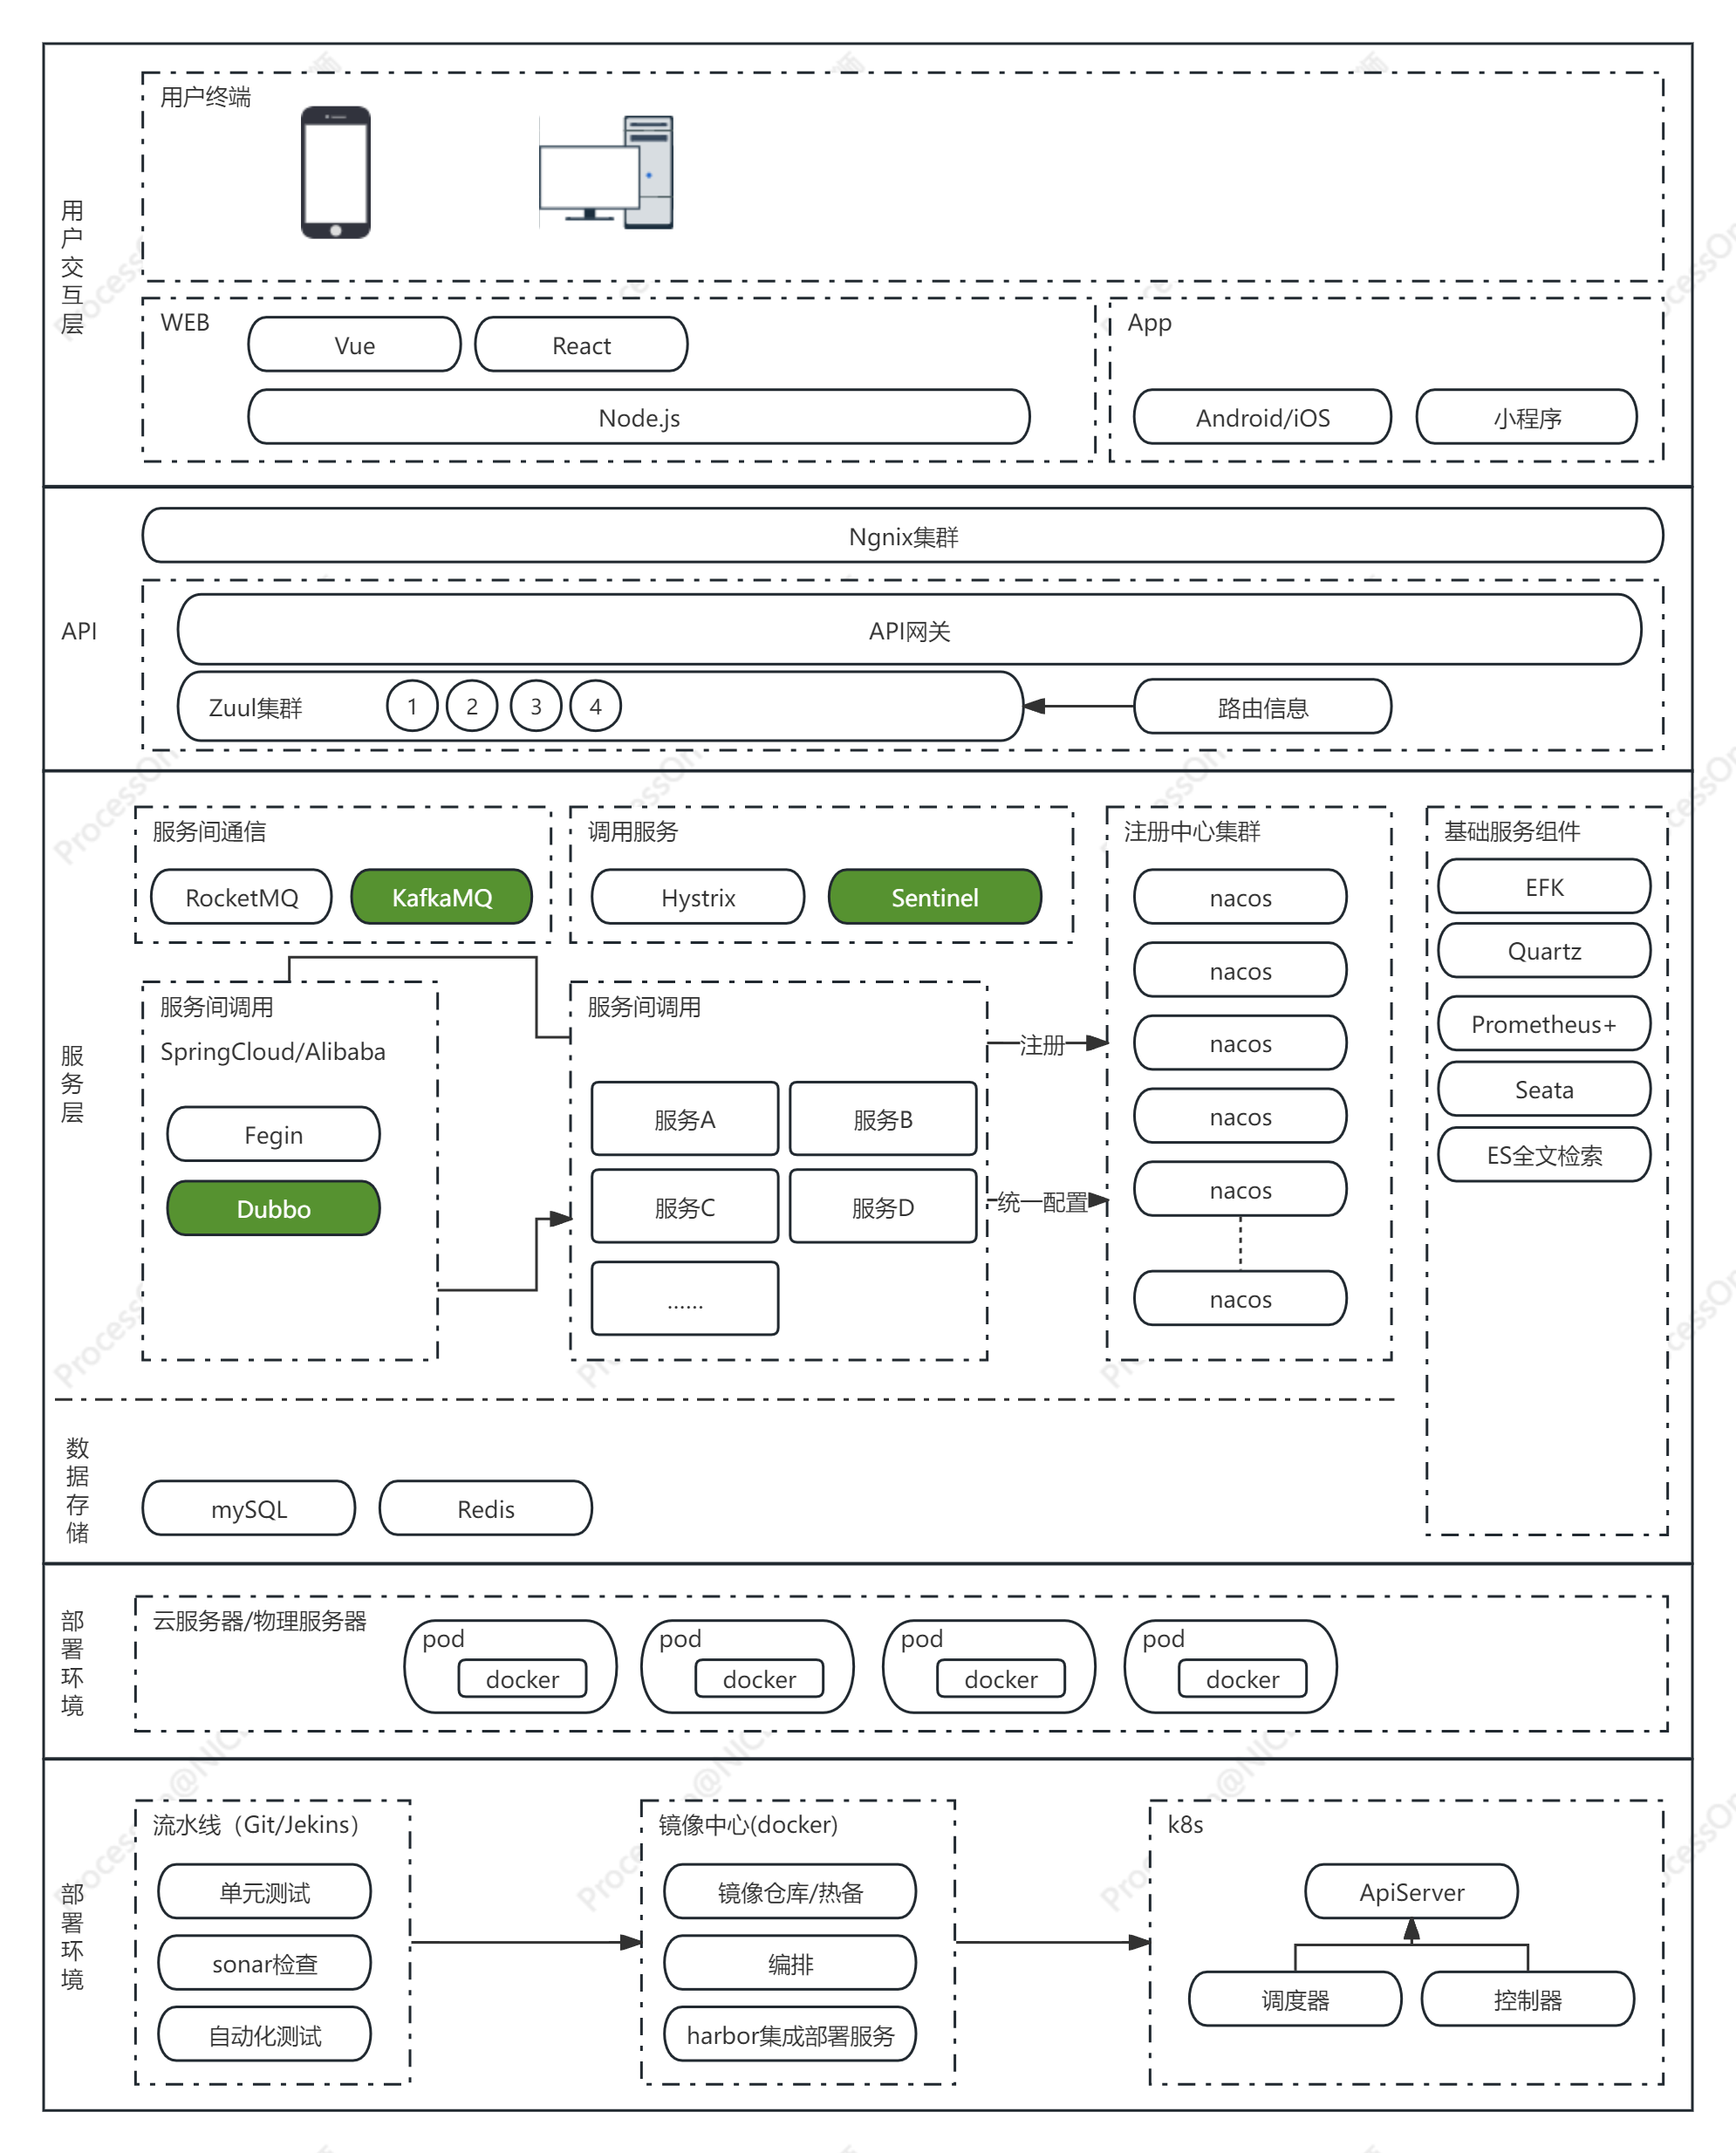 用户交互层
用户终端
WEB
Vue
React
Node.js
App
Android/iOS
小程序
API
Ngnix集群
API网关
Zuul集群
1
2
3
4
路由信息
服务层
服务间通信
RocketMQ
KafkaMQ
调用服务
Hystrix
Sentinel
注册中心集群
nacos
nacos
nacos
nacos
nacos
nacos
基础服务组件
EFK
Quartz
Prometheus+
Seata
ES全文检索
服务间调用
SpringCloud/Alibaba
Fegin
Dubbo
服务间调用
服务A
服务B
服务C
服务D
......
注册
统一配置
数据存储
mySQL
Redis
部署环境
云服务器/物理服务器
pod
docker
pod
docker
pod
docker
pod
docker
部署环境
流水线（Git/Jekins）
单元测试
sonar检查
自动化测试
镜像中心(docker)
镜像仓库/热备
编排
harbor集成部署服务
k8s
ApiServer
调度器
控制器